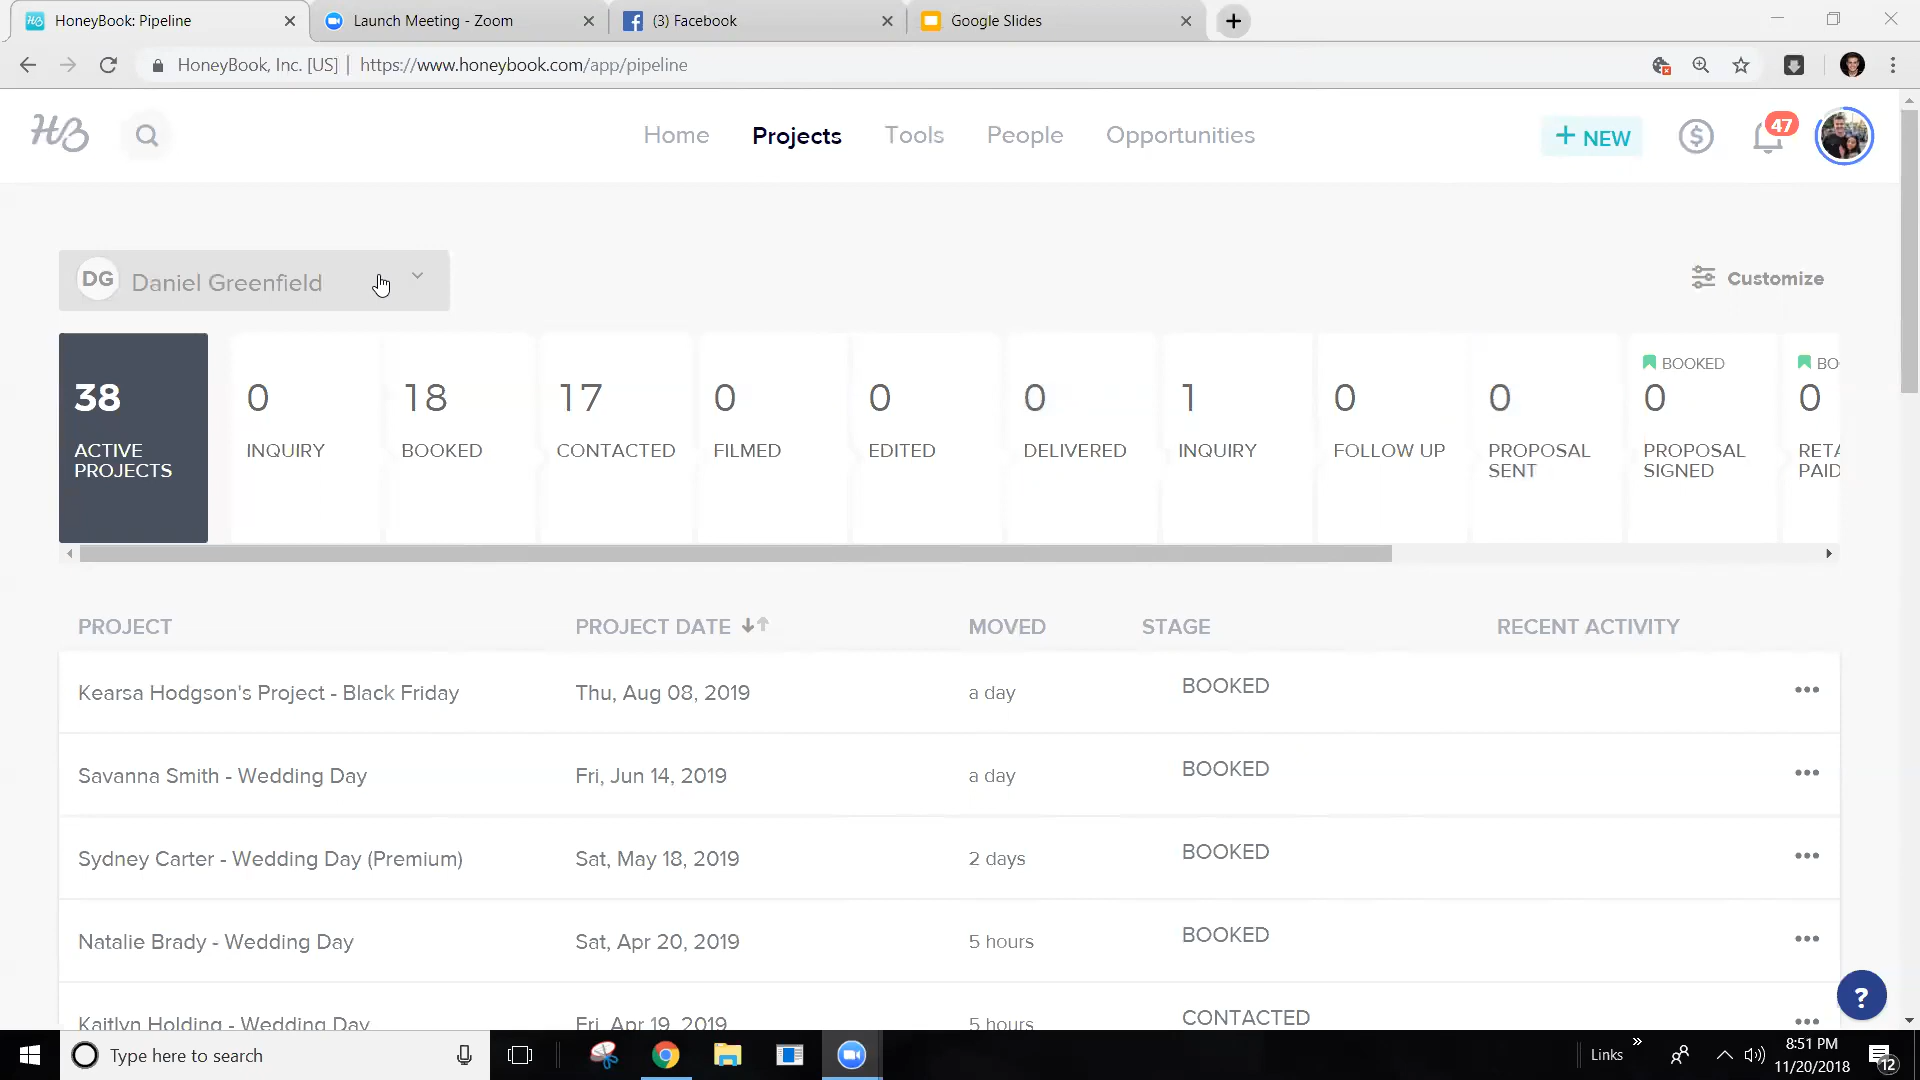 HoneyBook: Pipeline
Launch Meeting - Zoom
(3) Facebook
Google Slides
HoneyBook, Inc. [US] | https://www.honeybook.com/app/pipeline
HB
Home
Projects
Tools
People
Opportunities
+ NEW
$
47
DG
Daniel Greenfield
Customize
38
ACTIVE
PROJECTS
0
INQUIRY
18
BOOKED
17
CONTACTED
0
FILMED
0
EDITED
0
DELIVERED
1
INQUIRY
0
FOLLOW UP
0
PROPOSAL
SENT
BOOKED
0
PROPOSAL
SIGNED
BO
0
RETA
PAID
PROJECT
PROJECT DATE
MOVED
STAGE
RECENT ACTIVITY
Kearsa Hodgson's Project - Black Friday
Thu, Aug 08, 2019
a day
BOOKED
Savanna Smith - Wedding Day
Fri, Jun 14, 2019
a day
BOOKED
Sydney Carter - Wedding Day (Premium)
Sat, May 18, 2019
2 days
BOOKED
Natalie Brady - Wedding Day
Sat, Apr 20, 2019
5 hours
BOOKED
Kaitlyn Holding - Wedding Day
Fri, Apr 19, 2019
5 hours
CONTACTED
?
Type here to search
Links
8:51 PM
11/20/2018
12